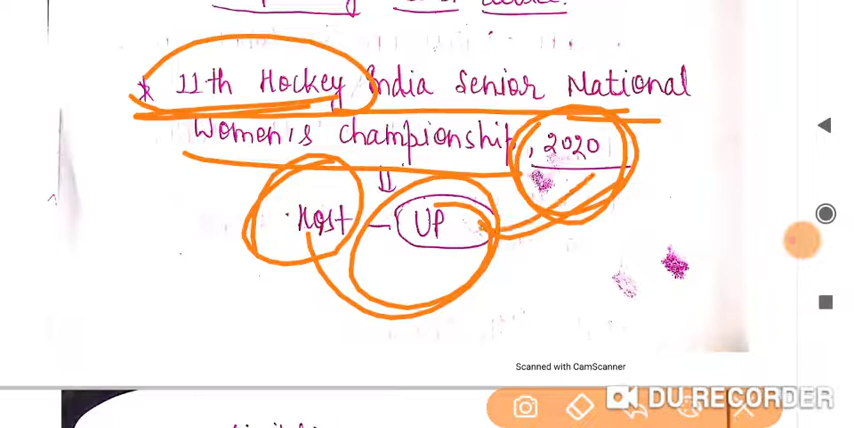 * 11th Hockey India Senior National
Women's Championship, 2020
Host – UP
Scanned with CamScanner
DU RECORDER